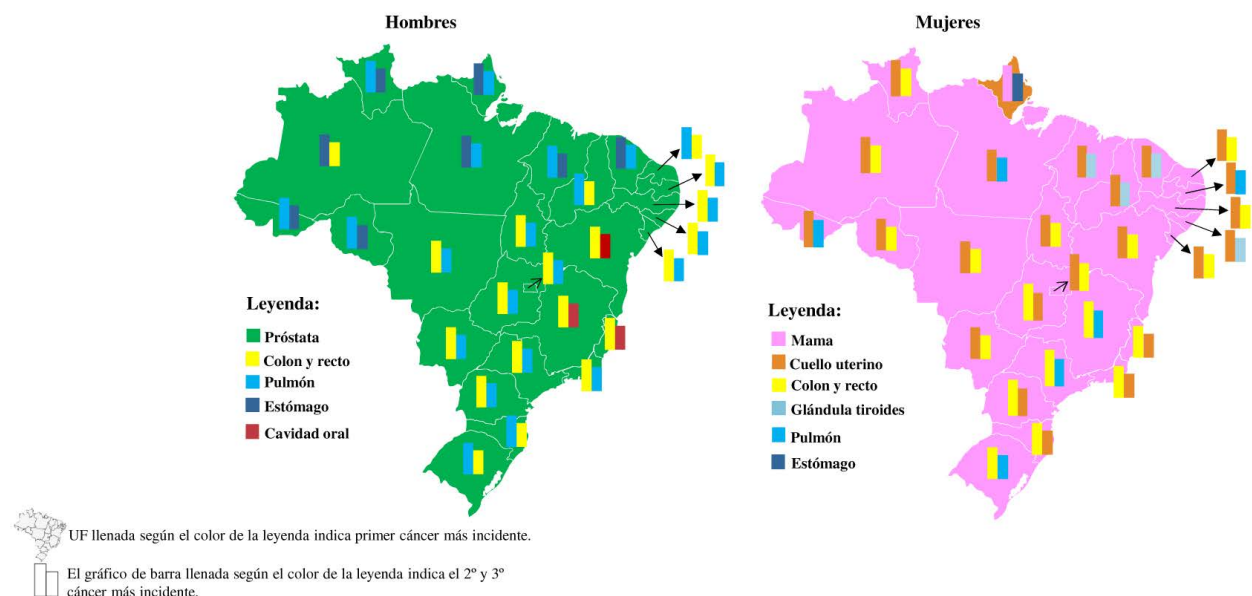 Hombres
Mujeres
Leyenda:
Próstata
Colon y recto
Pulmón
Estómago
Cavidad oral
Leyenda:
Mama
Cuello uterino
Colon y recto
Glándula tiroides
Pulmón
Estómago
UF llenada según el color de la leyenda indica primer cáncer más incidente.
El gráfico de barra llenada según el color de la leyenda indica el 2º y 3º
cáncer más incidente.